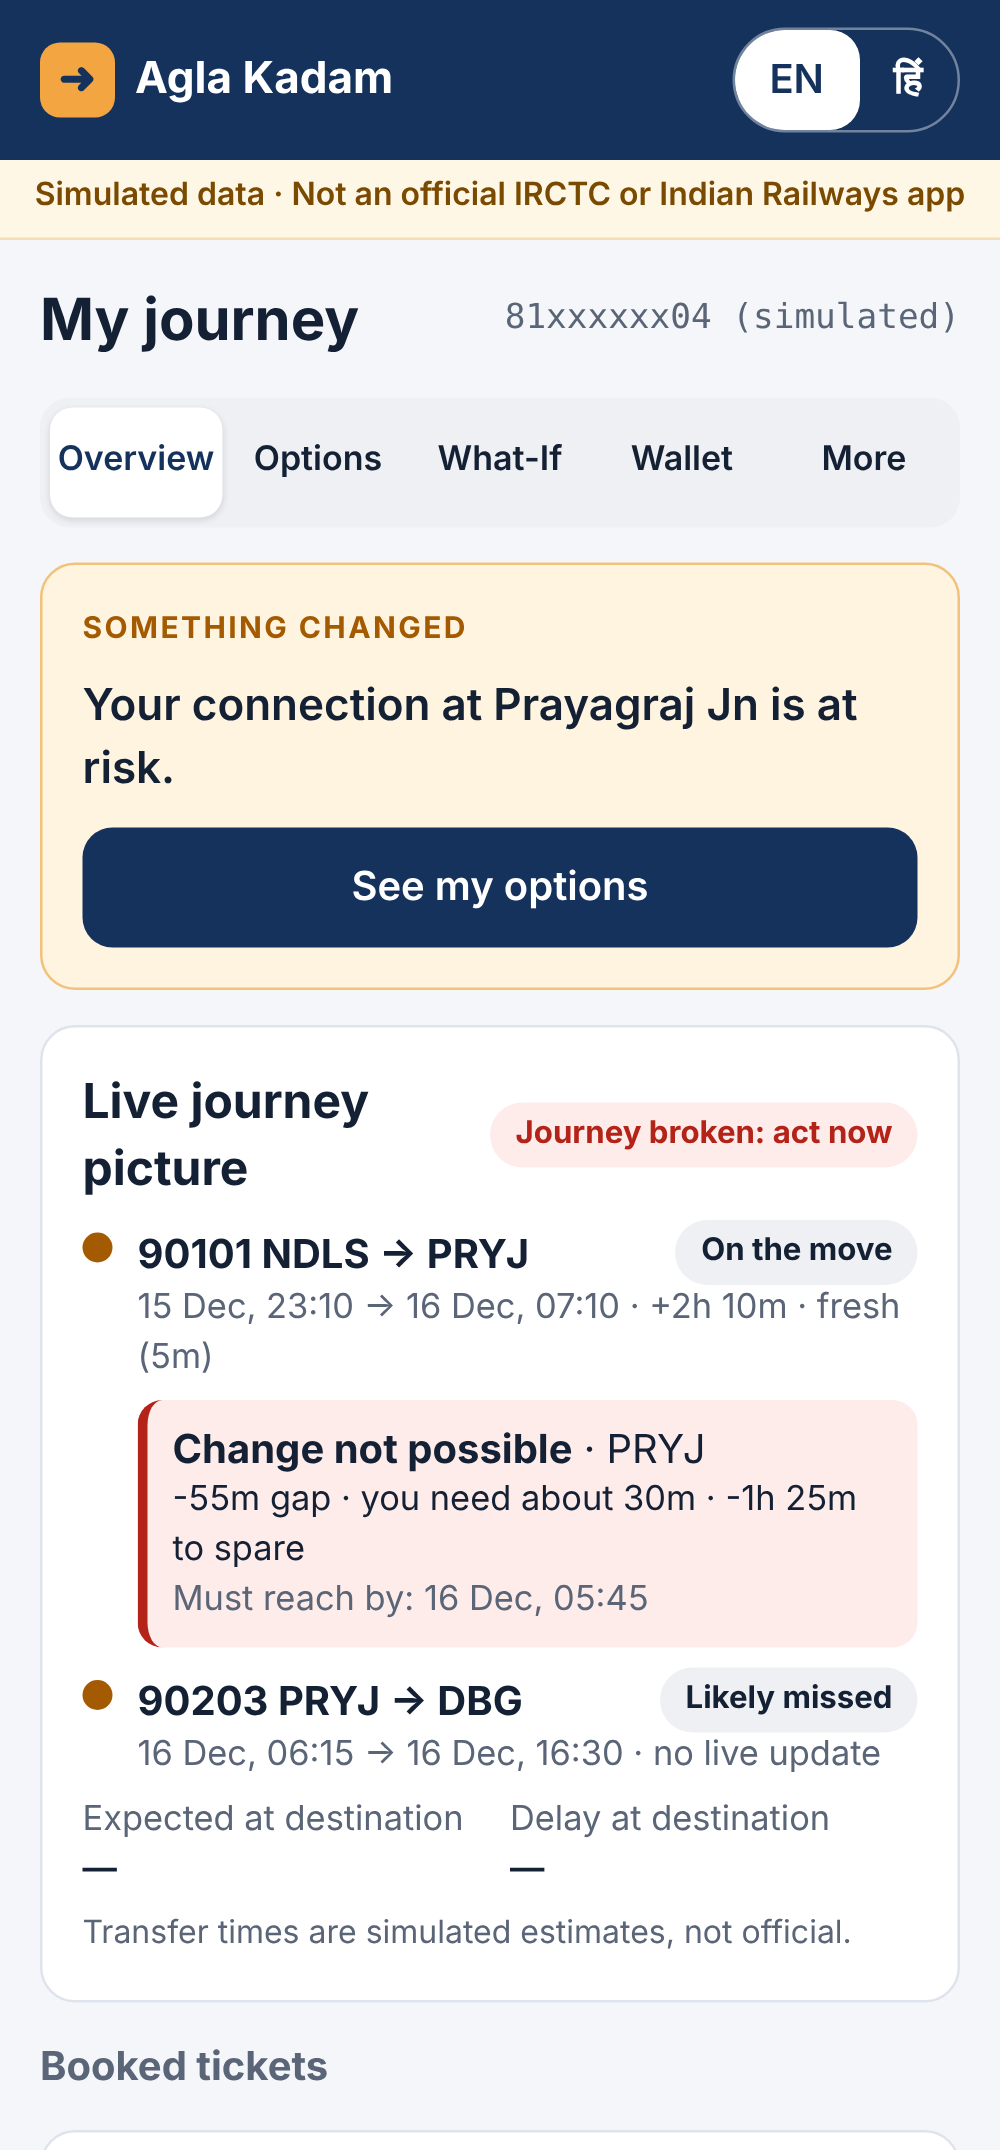 Agla Kadam
EN
हिं
Simulated data · Not an official IRCTC or Indian Railways app
My journey
81xxxxxx04 (simulated)
Overview
Options
What-If
Wallet
More
SOMETHING CHANGED
Your connection at Prayagraj Jn is at
risk.
See my options
Live journey
picture
Journey broken: act now
90101 NDLS → PRYJ
On the move
15 Dec, 23:10 → 16 Dec, 07:10 · +2h 10m · fresh
(5m)
Change not possible · PRYJ
-55m gap · you need about 30m · -1h 25m
to spare
Must reach by: 16 Dec, 05:45
90203 PRYJ → DBG
Likely missed
16 Dec, 06:15 → 16 Dec, 16:30 · no live update
Expected at destination
Delay at destination
—
—
Transfer times are simulated estimates, not official.
Booked tickets